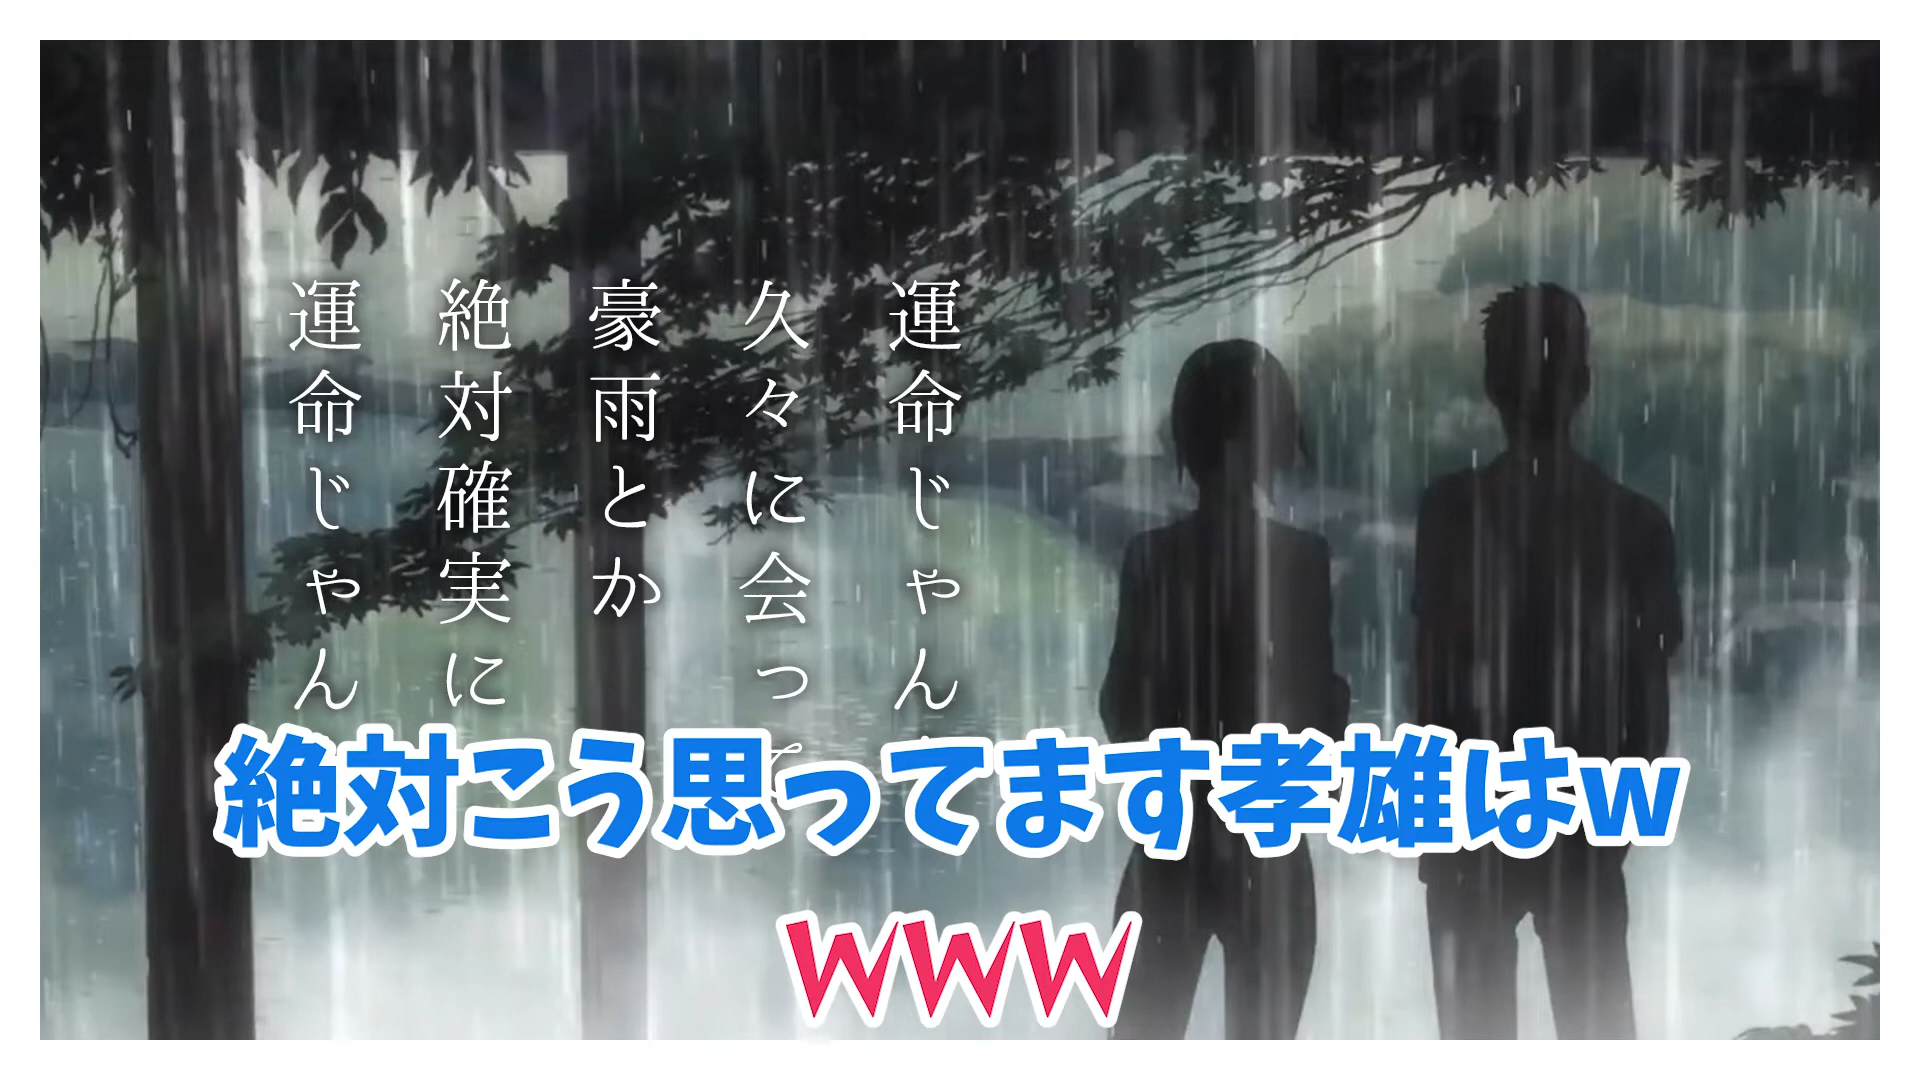 運命じゃん
久々に会って
豪雨とか
絶対確実に
運命じゃん
絶対こう思ってます孝雄はw
www